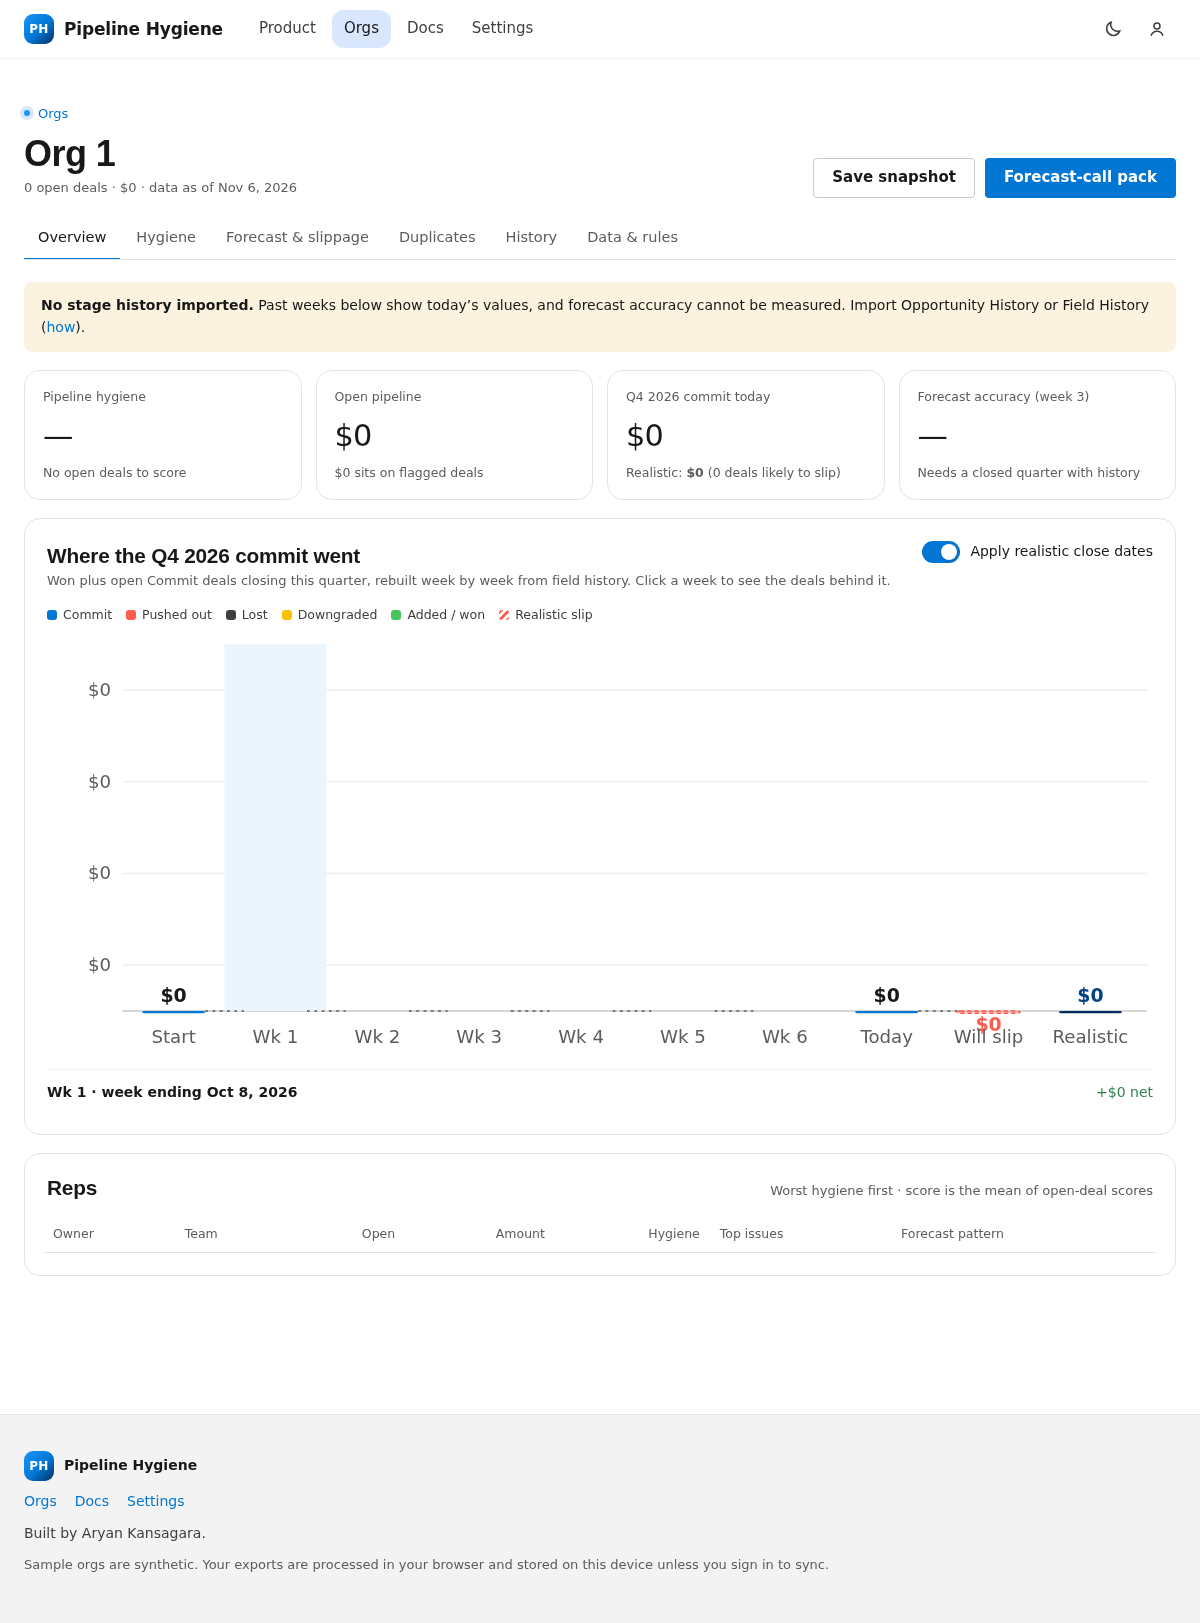 PH Pipeline Hygiene Product Orgs Docs Settings
Orgs
Org 1
0 open deals · $0 · data as of Nov 6, 2026
Save snapshot Forecast-call pack
Overview Hygiene Forecast & slippage Duplicates History Data & rules
No stage history imported. Past weeks below show today’s values, and forecast accuracy cannot be measured. Import Opportunity History or Field History
(how).
Pipeline hygiene
—
No open deals to score
Open pipeline
$0
$0 sits on flagged deals
Q4 2026 commit today
$0
Realistic: $0 (0 deals likely to slip)
Forecast accuracy (week 3)
—
Needs a closed quarter with history
Where the Q4 2026 commit went
Apply realistic close dates
Won plus open Commit deals closing this quarter, rebuilt week by week from field history. Click a week to see the deals behind it.
Commit Pushed out Lost Downgraded Added / won Realistic slip
$0
$0
$0
$0
$0 $0 $0 $0
Start Wk 1 Wk 2 Wk 3 Wk 4 Wk 5 Wk 6 Today Will slip Realistic
Wk 1 · week ending Oct 8, 2026 +$0 net
Reps
Worst hygiene first · score is the mean of open-deal scores
Owner Team Open Amount Hygiene Top issues Forecast pattern
PH Pipeline Hygiene
Orgs Docs Settings
Built by Aryan Kansagara.
Sample orgs are synthetic. Your exports are processed in your browser and stored on this device unless you sign in to sync.